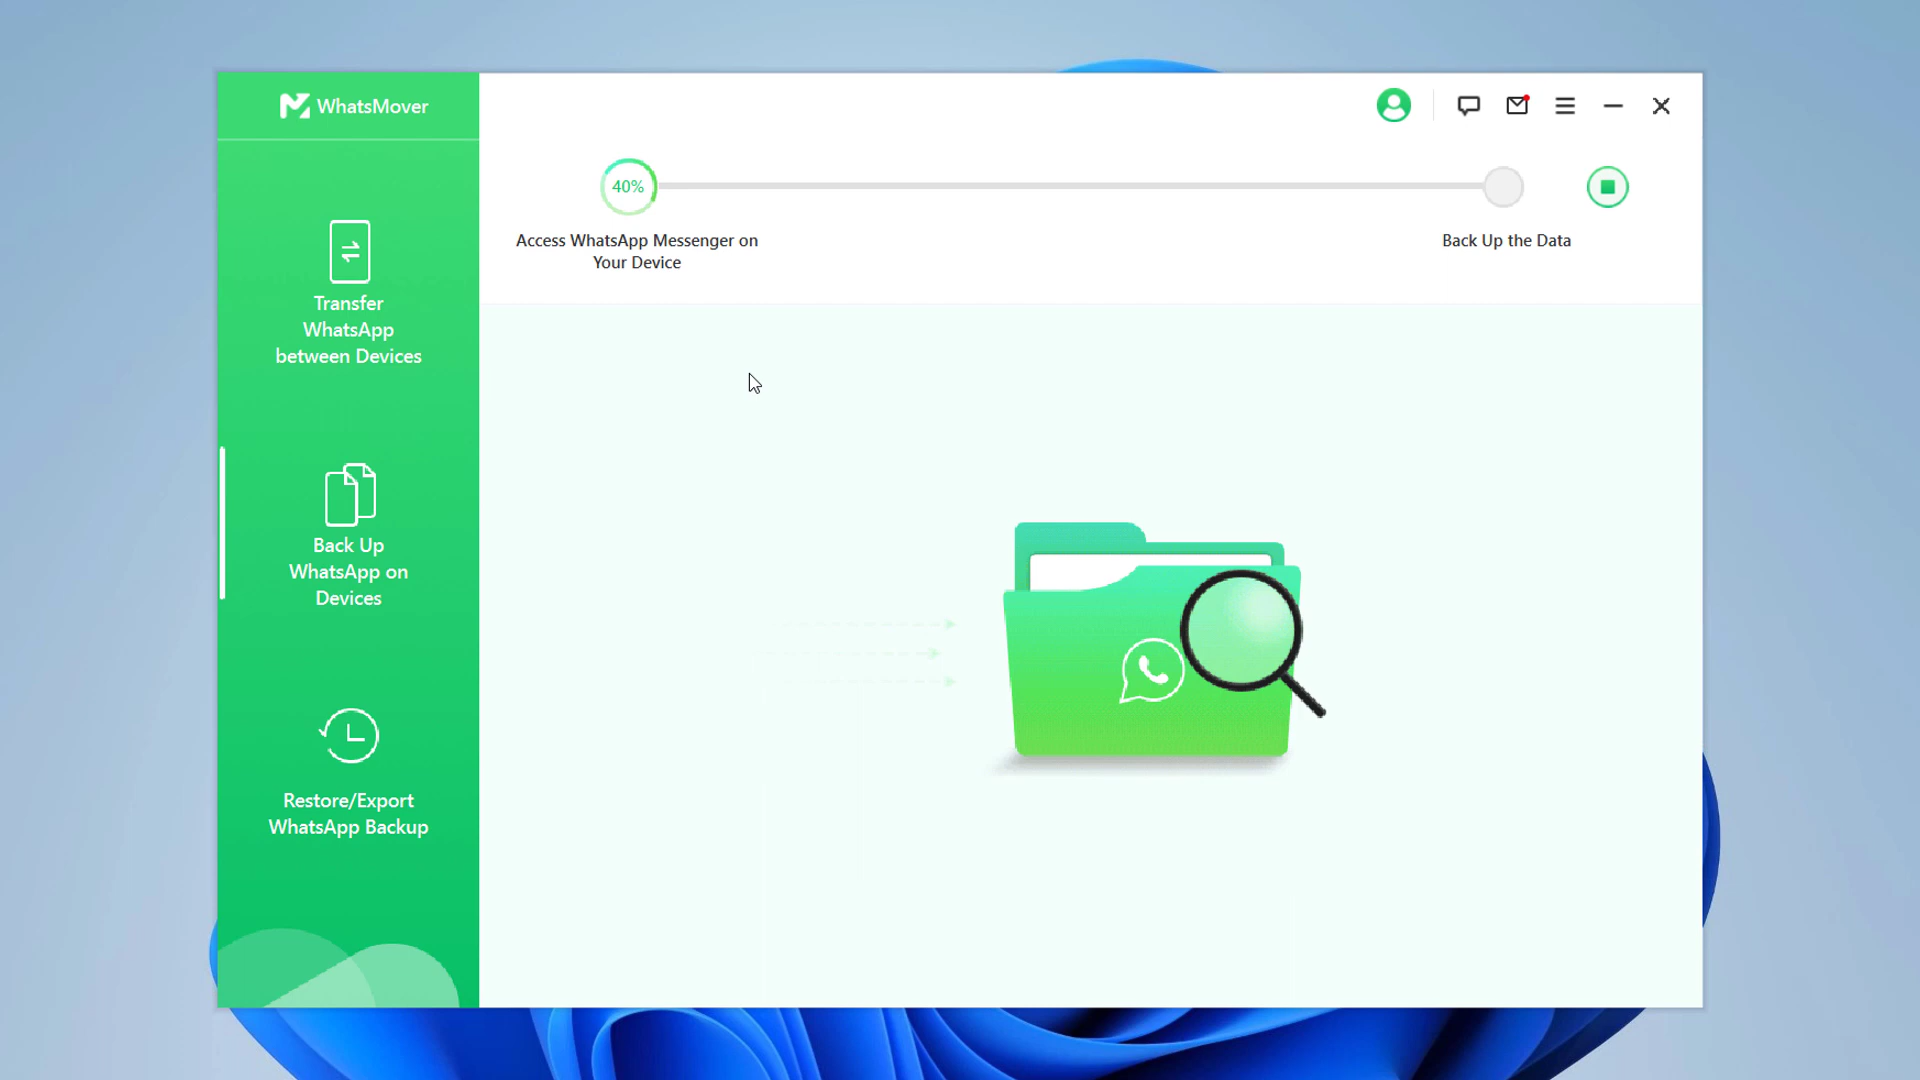 WhatsMover
Transfer
WhatsApp
between Devices
Back Up
WhatsApp on
Devices
Restore/Export
WhatsApp Backup
40%
Access WhatsApp Messenger on
Your Device
Back Up the Data